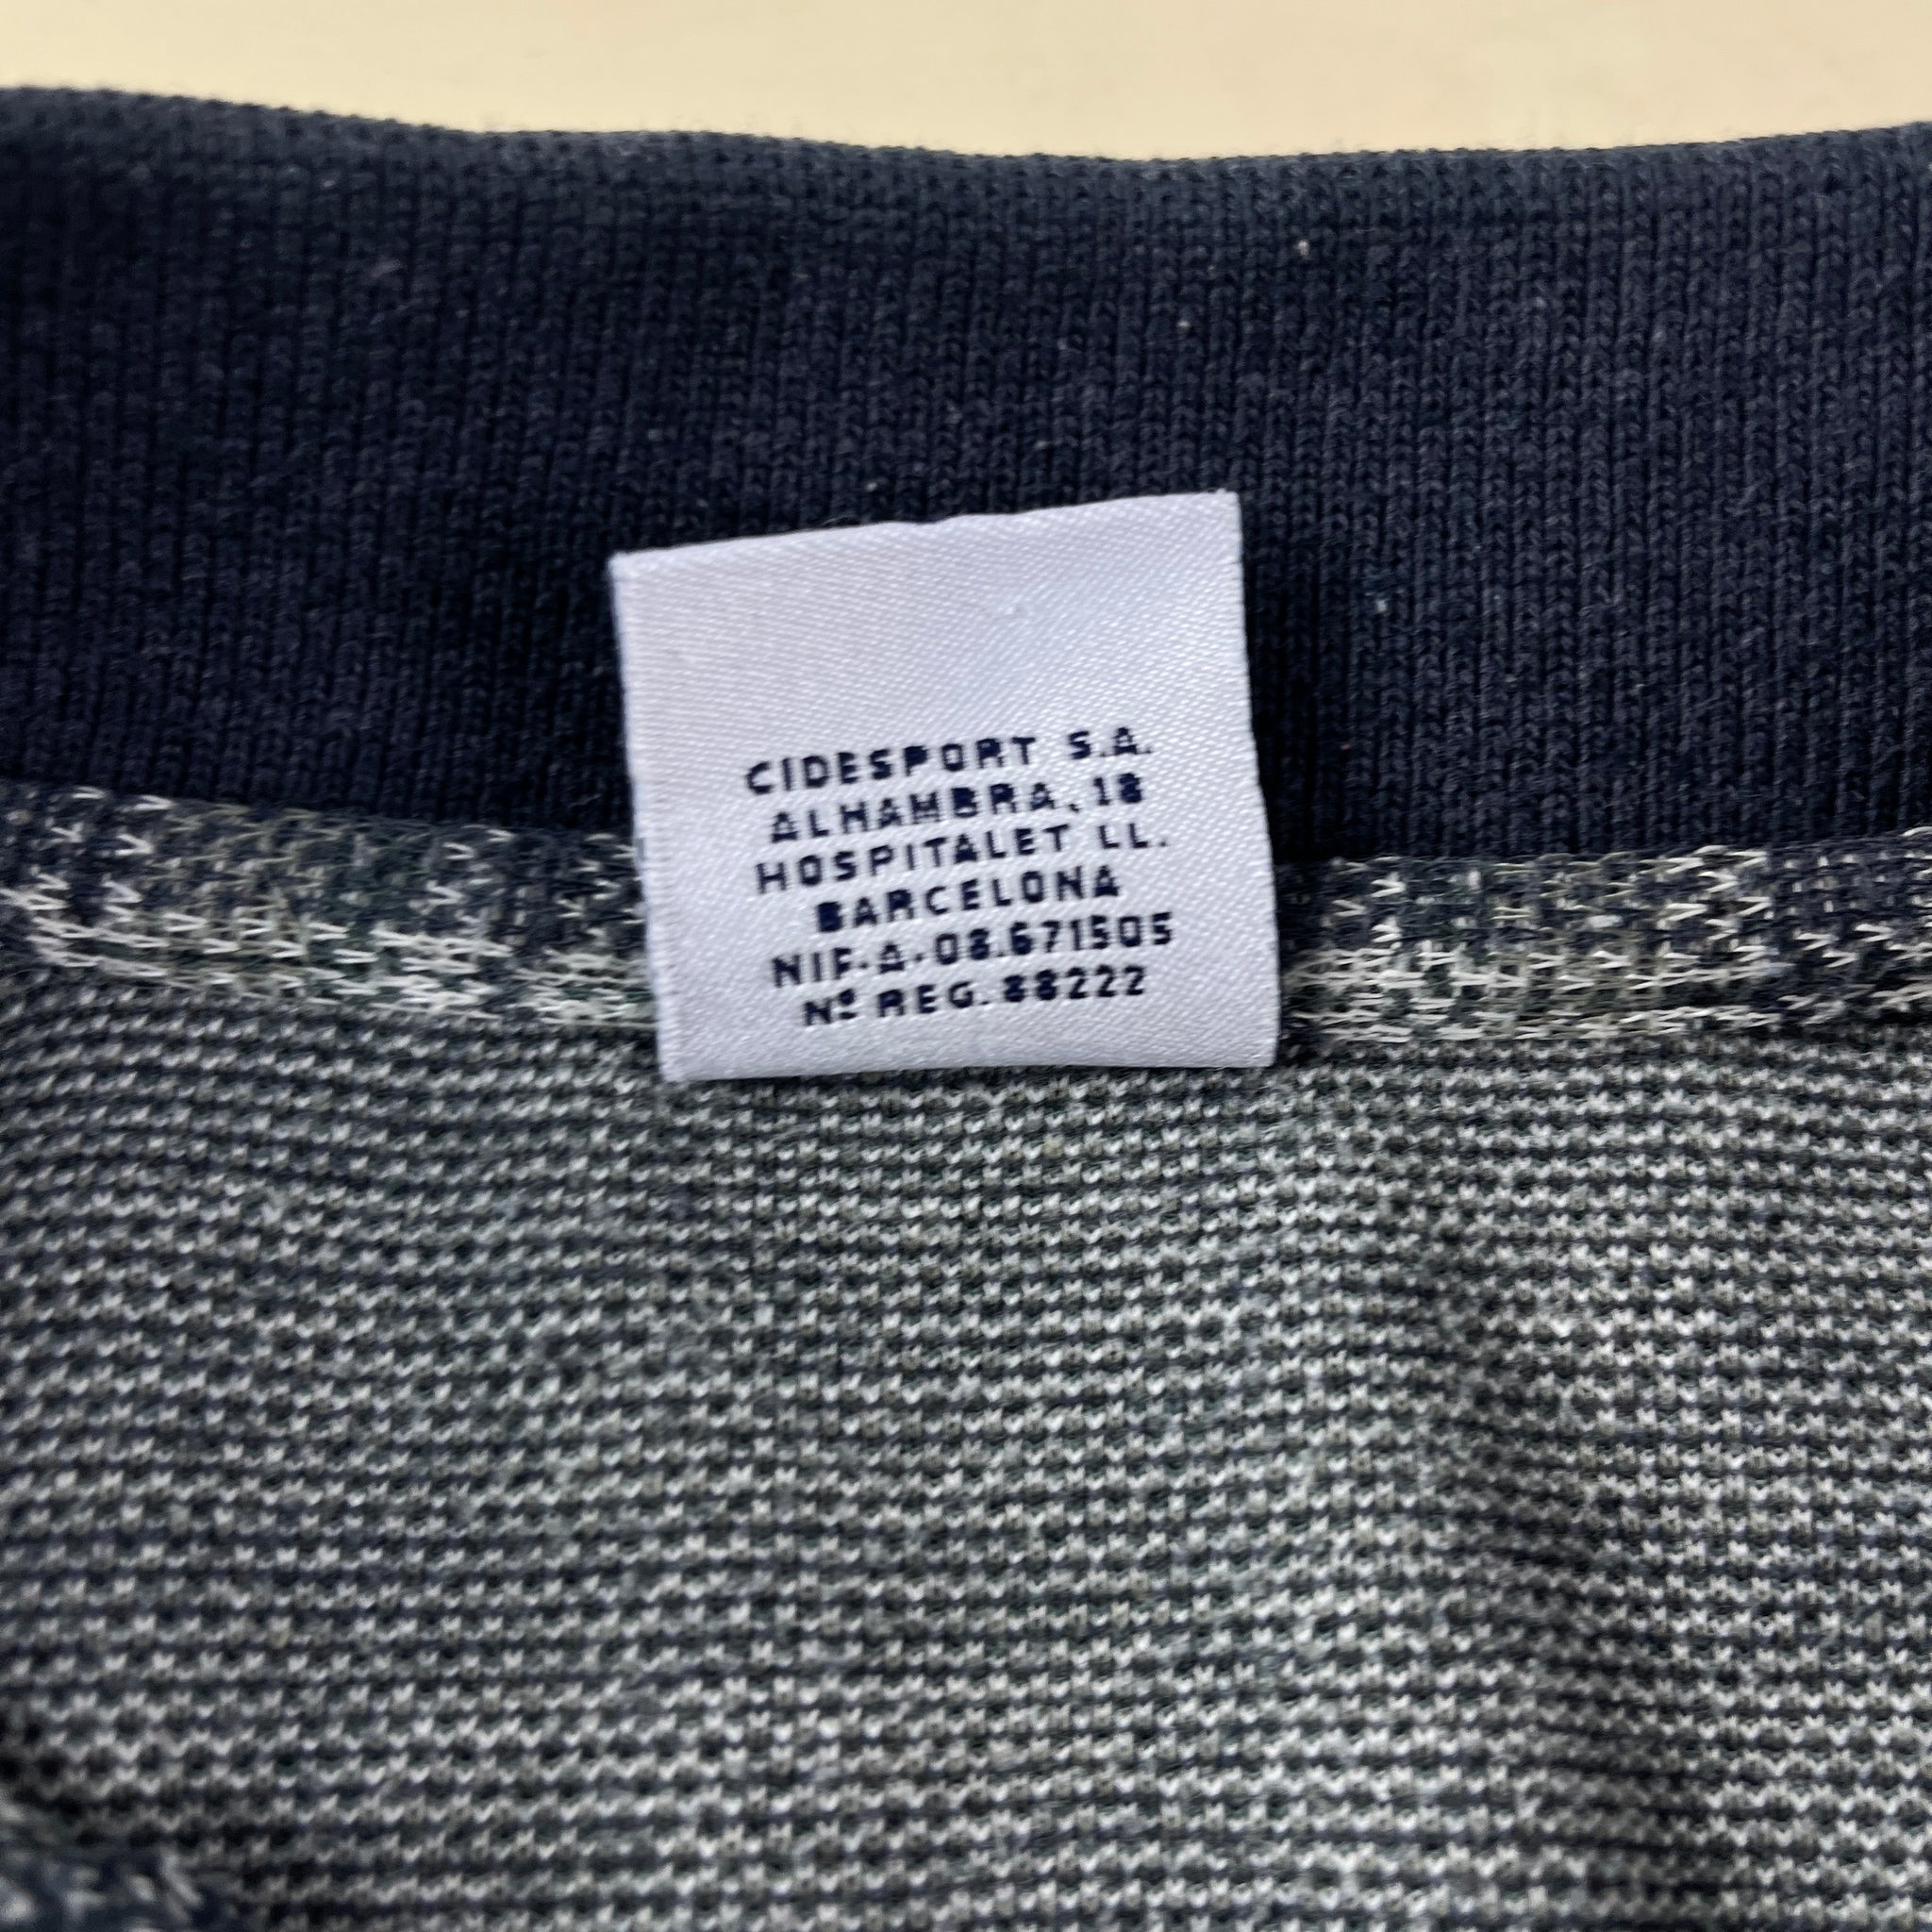 CIDESPORT S.A.
ALHAMBRA, 18
HOSPITALET LL.
BARCELONA
NIF-A-08.671505
Nº REG. 88222